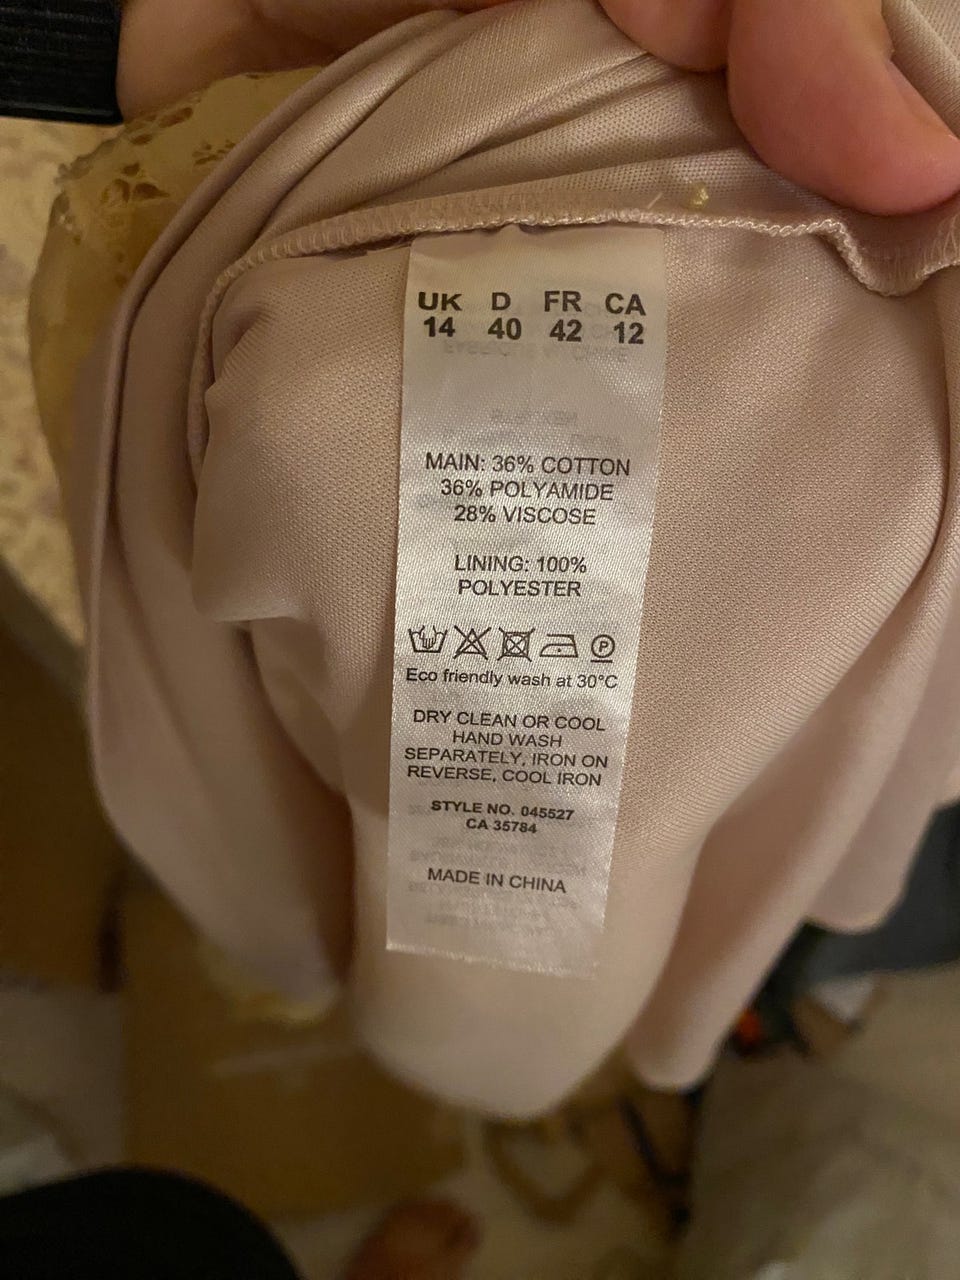 UK D FR CA
14 40 42 12
MAIN: 36% COTTON
36% POLYAMIDE
28% VISCOSE
LINING: 100%
POLYESTER
P
Eco friendly wash at 30°C
DRY CLEAN OR COOL
HAND WASH
SEPARATELY, IRON ON
REVERSE, COOL IRON
STYLE NO. 045527
CA 35784
MADE IN CHINA